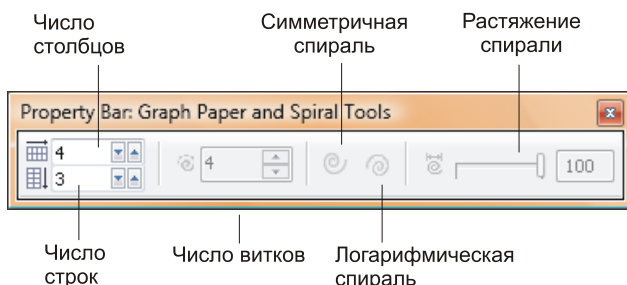 Число
столбцов
Симметричная
спираль
Растяжение
спирали
Property Bar: Graph Paper and Spiral Tools
4
3
4
100
Число
строк
Число витков
Логарифмическая
спираль